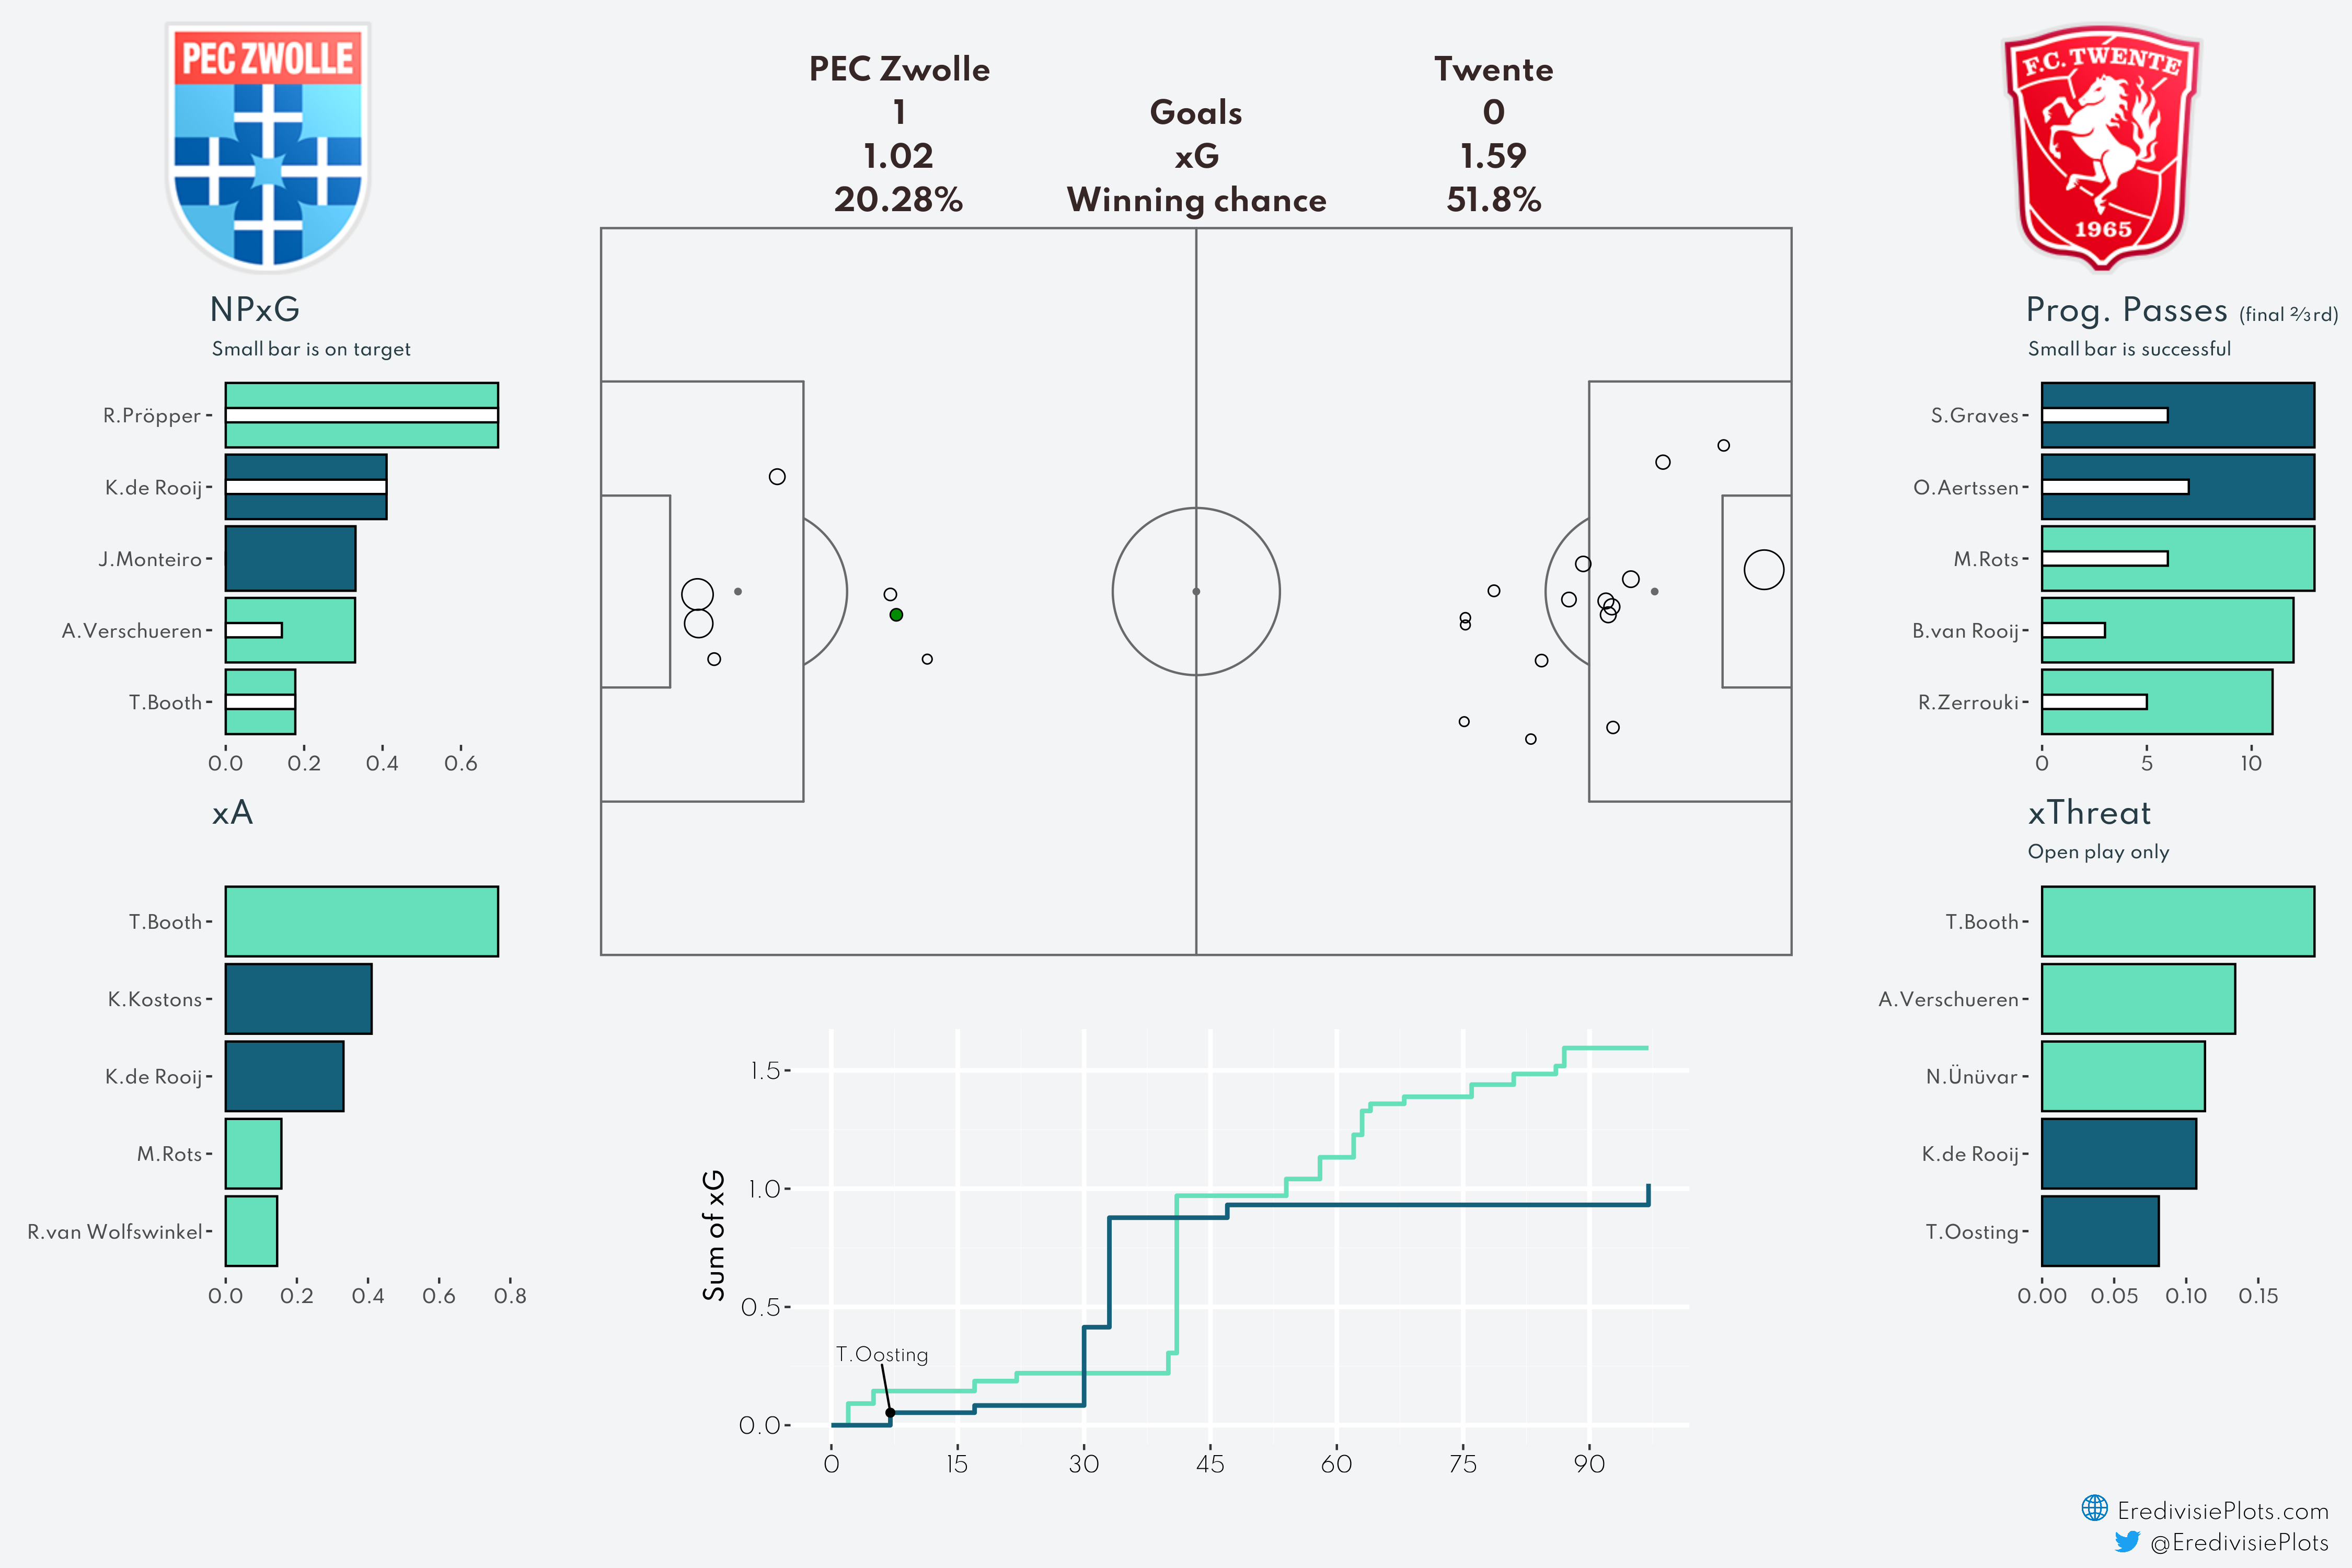 PEC ZWOLLE
F.C. TWENTE
1965
PEC Zwolle Twente
1 Goals 0
1.02 xG 1.59
20.28% Winning chance 51.8%
NPxG
Small bar is on target
R.Pröpper
K.de Rooij
J.Monteiro
A.Verschueren
T.Booth
0.0 0.2 0.4 0.6
xA
T.Booth
K.Kostons
K.de Rooij
M.Rots
R.van Wolfswinkel
0.0 0.2 0.4 0.6 0.8
Sum of xG
1.5
1.0
0.5
0.0
T.Oosting
0 15 30 45 60 75 90
Prog. Passes (final ⅔rd)
Small bar is successful
S.Graves
O.Aertssen
M.Rots
B.van Rooij
R.Zerrouki
0 5 10
xThreat
Open play only
T.Booth
A.Verschueren
N.Ünüvar
K.de Rooij
T.Oosting
0.00 0.05 0.10 0.15
EredivisiePlots.com
@EredivisiePlots